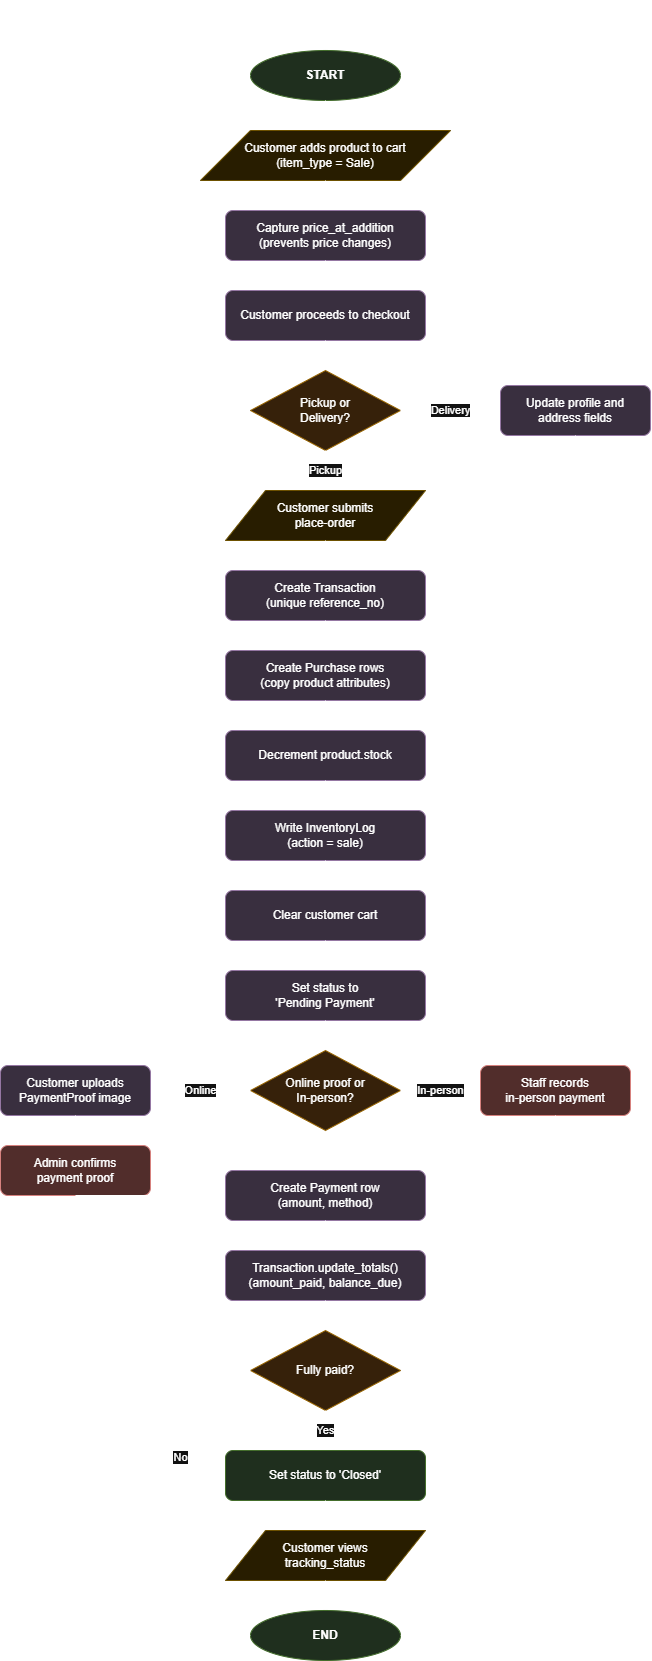 START
Customer adds product to cart
(item_type = Sale)
Capture price_at_addition
(prevents price changes)
Customer proceeds to checkout
Pickup or
Delivery?
Delivery
Update profile and
address fields
Pickup
Customer submits
place-order
Create Transaction
(unique reference_no)
Create Purchase rows
(copy product attributes)
Decrement product.stock
Write InventoryLog
(action = sale)
Clear customer cart
Set status to
'Pending Payment'
Customer uploads
PaymentProof image
Online
Online proof or
In-person?
In-person
Staff records
in-person payment
Admin confirms
payment proof
Create Payment row
(amount, method)
Transaction.update_totals()
(amount_paid, balance_due)
Fully paid?
Yes
No
Set status to 'Closed'
Customer views
tracking_status
END